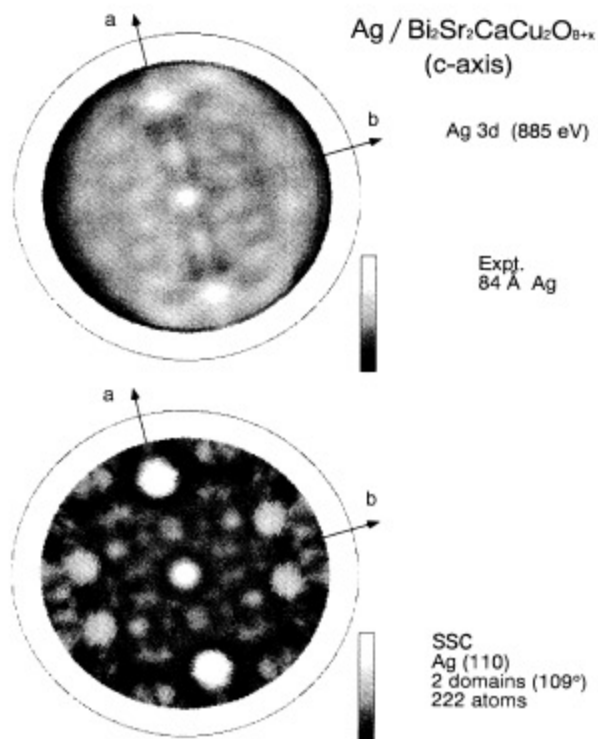 a
Ag / Bi₂Sr₂CaCu₂O₈₊ₓ
(c-axis)
b
Ag 3d (885 eV)
Expt.
84 Å Ag
a
b
SSC
Ag (110)
2 domains (109°)
222 atoms